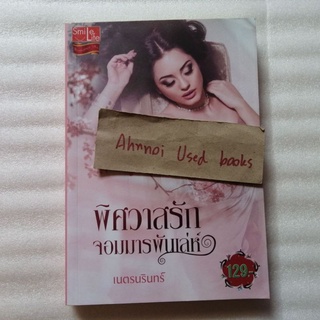 Smile Life
Ahnnoi Used books
พิศวาสรัก
จอมมารพันเล่ห์
เนตรนรินทร์
129.-